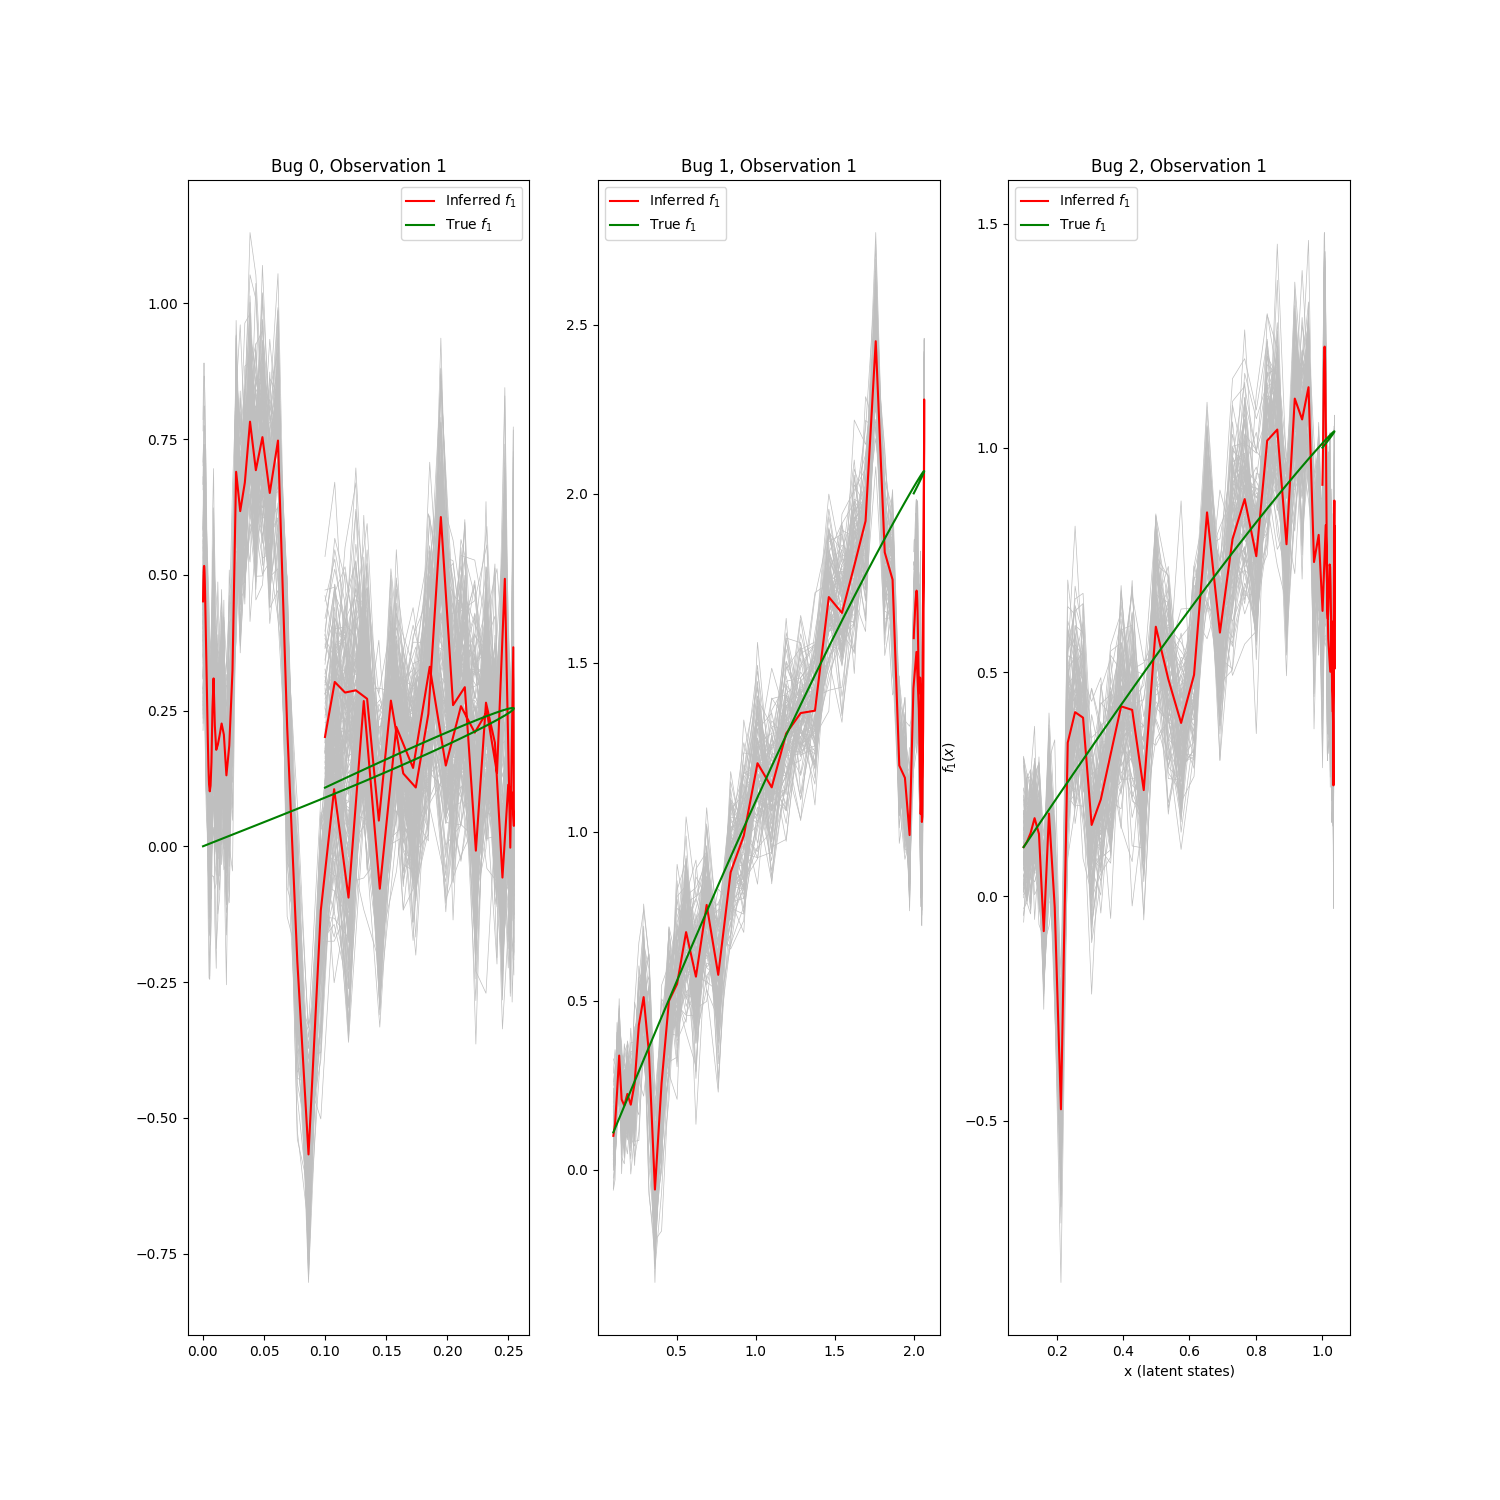 Bug 0, Observation 1
Inferred f₁
True f₁
1.00
0.75
0.50
0.25
0.00
−0.25
−0.50
−0.75
0.00 0.05 0.10 0.15 0.20 0.25
Bug 1, Observation 1
Inferred f₁
True f₁
2.5
2.0
1.5
1.0
0.5
0.0
0.5 1.0 1.5 2.0
Bug 2, Observation 1
Inferred f₁
True f₁
f₁(x)
1.5
1.0
0.5
0.0
−0.5
0.2 0.4 0.6 0.8 1.0
x (latent states)